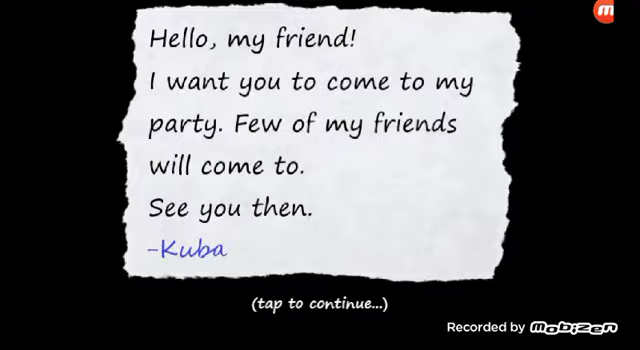 Hello, my friend!
I want you to come to my
party. Few of my friends
will come to.
See you then.
-Kuba
(tap to continue...)
Recorded by mobizen